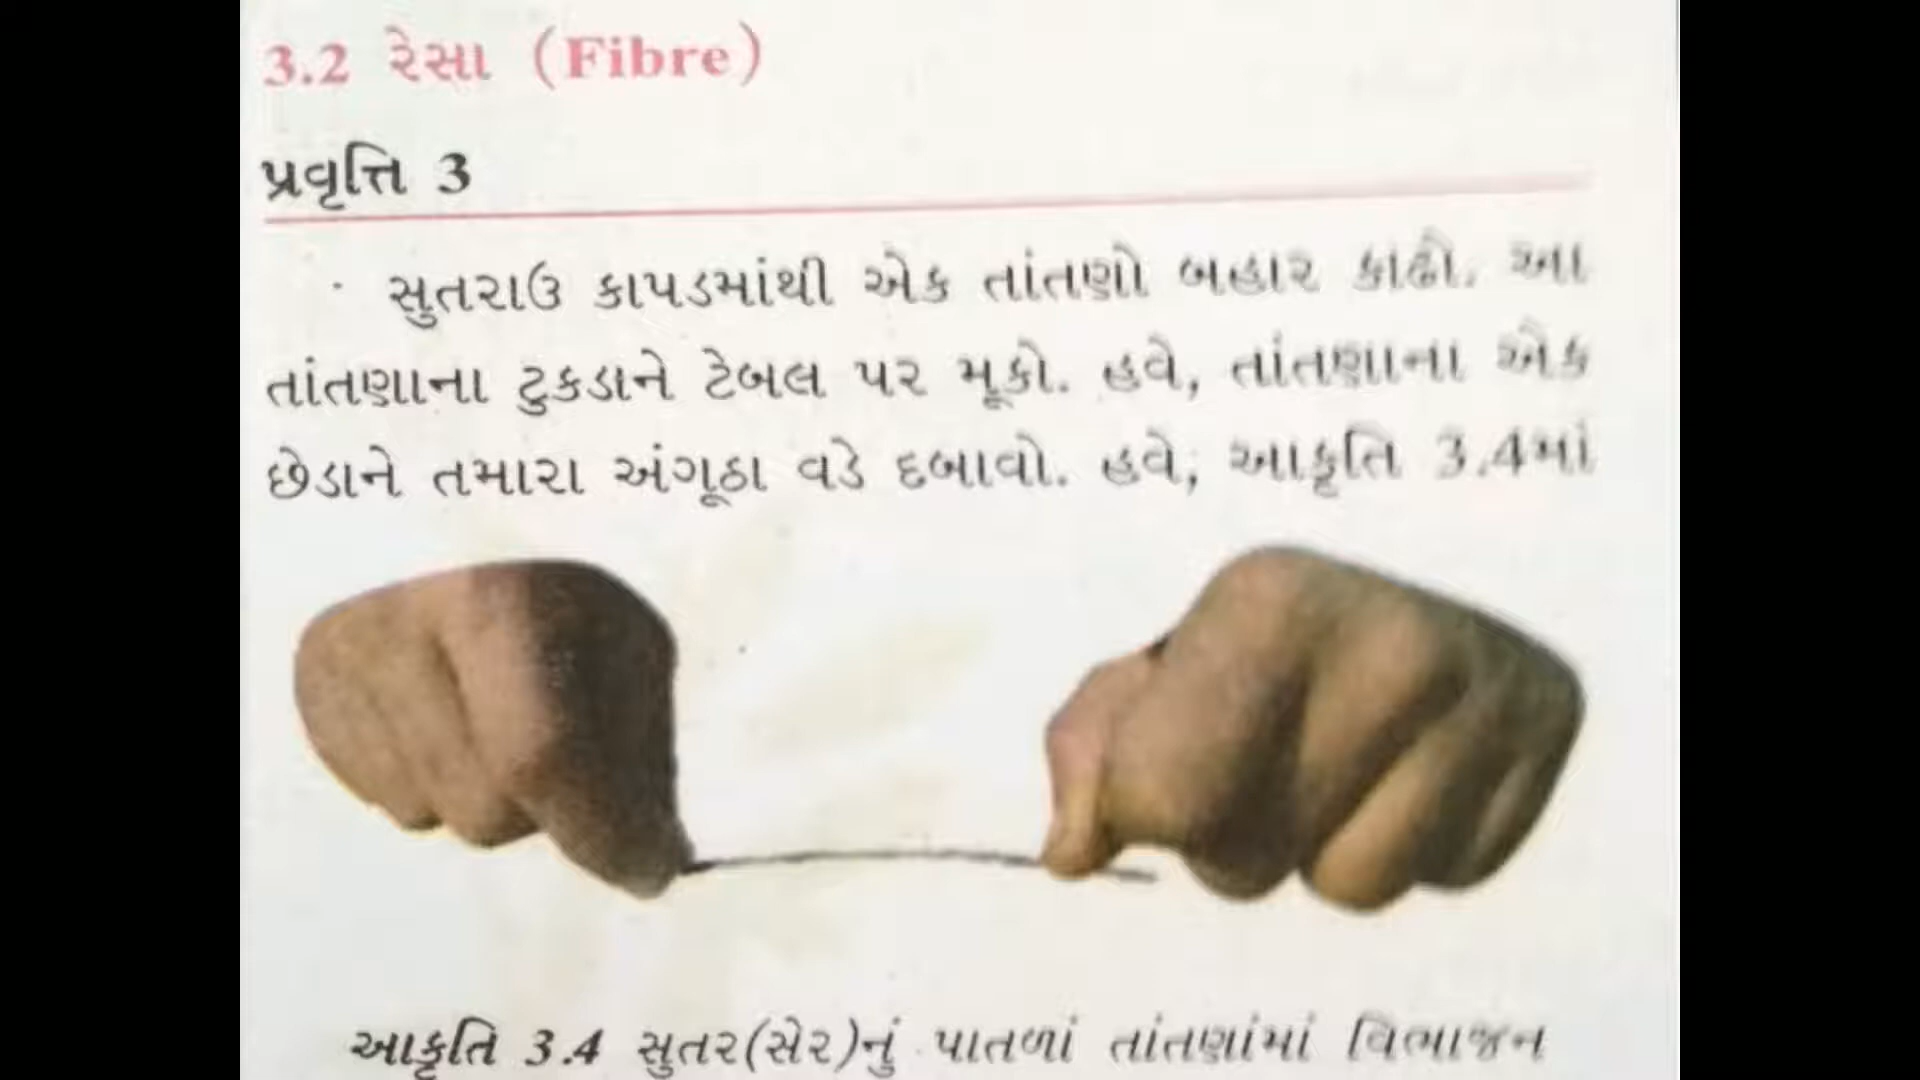 3.2 રેસા (Fibre)
પ્રવૃત્તિ 3
સુતરાઉ કાપડમાંથી એક તાંતણો બહાર કાઢો. આ
તાંતણાના ટુકડાને ટેબલ પર મૂકો. હવે, તાંતણાના એક
છેડાને તમારા અંગૂઠા વડે દબાવો. હવે, આકૃતિ 3.4માં
આકૃતિ 3.4 સુતર(સેર)નું પાતળાં તાંતણાંમાં વિભાજન